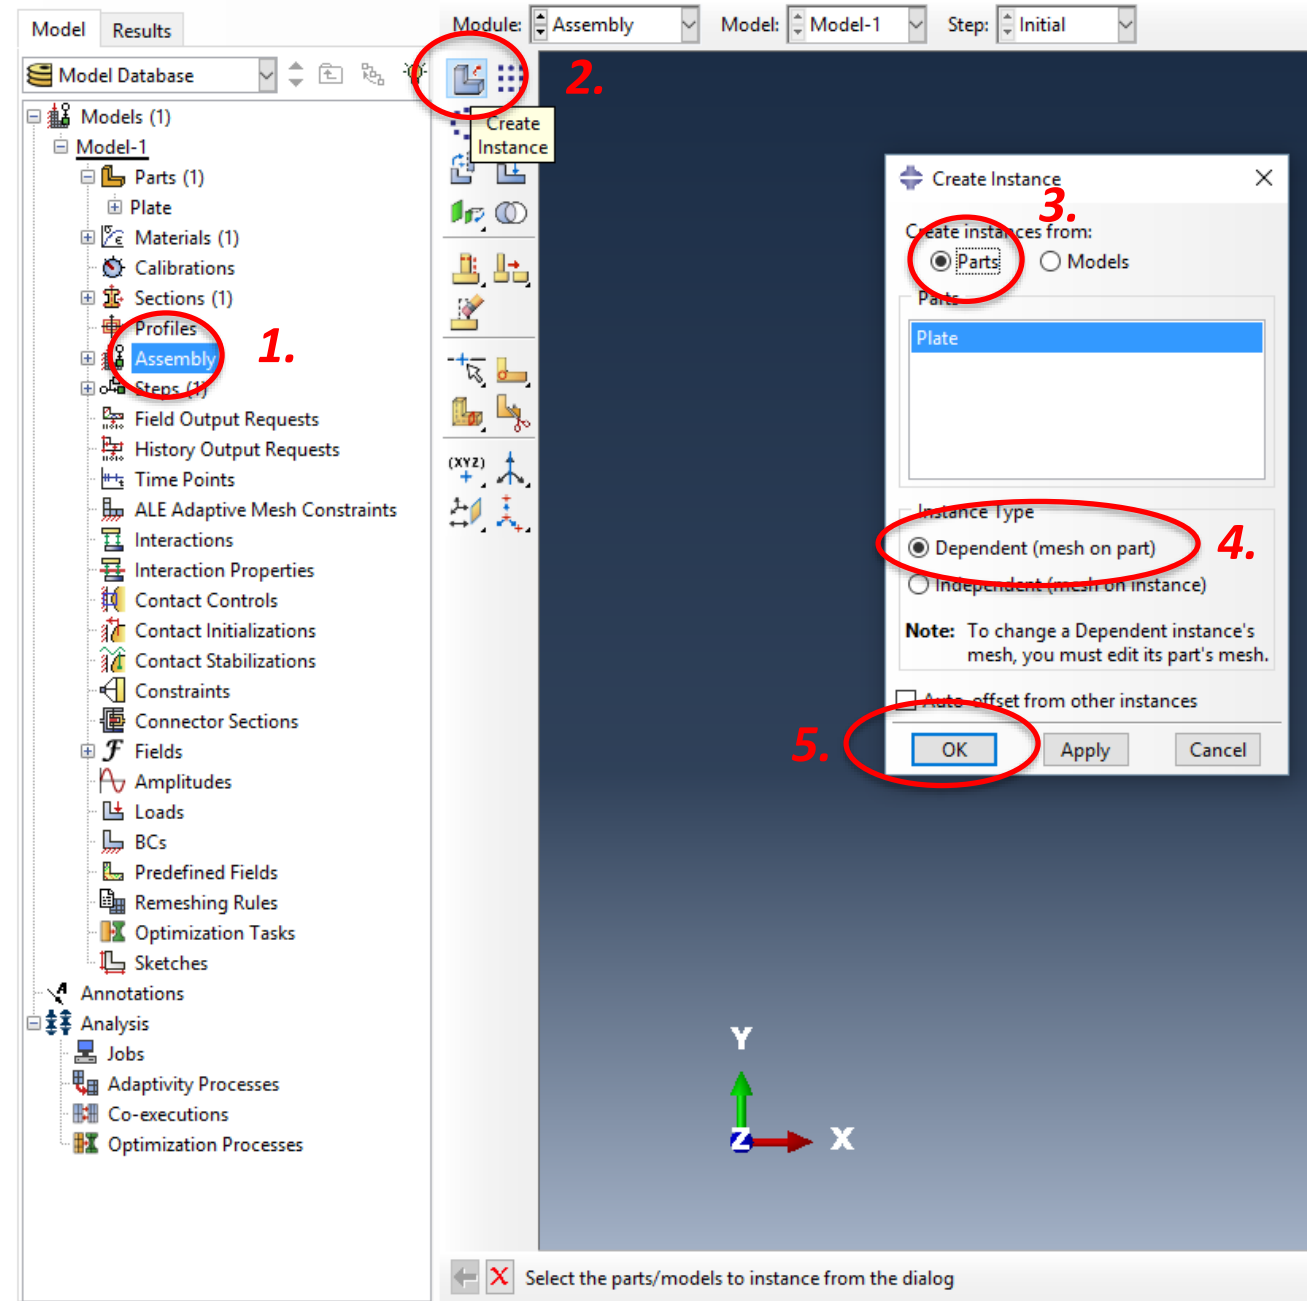 Model Results
Module: Assembly Model: Model-1 Step: Initial
Model Database
2.
Models (1)
Create
Instance
Model-1
Parts (1)
Plate
Materials (1)
Calibrations
Sections (1)
Profiles
Assembly
1.
Steps (1)
Field Output Requests
History Output Requests
Time Points
ALE Adaptive Mesh Constraints
Interactions
Interaction Properties
Contact Controls
Contact Initializations
Contact Stabilizations
Constraints
Connector Sections
Fields
Amplitudes
Loads
BCs
Predefined Fields
Remeshing Rules
Optimization Tasks
Sketches
Annotations
Analysis
Jobs
Adaptivity Processes
Co-executions
Optimization Processes
(XYZ)
Create Instance
3.
Create instances from:
Parts Models
Parts
Plate
Instance Type
Dependent (mesh on part)
4.
Independent (mesh on instance)
Note: To change a Dependent instance's
mesh, you must edit its part's mesh.
Auto-offset from other instances
5.
OK Apply Cancel
Y
Z X
Select the parts/models to instance from the dialog